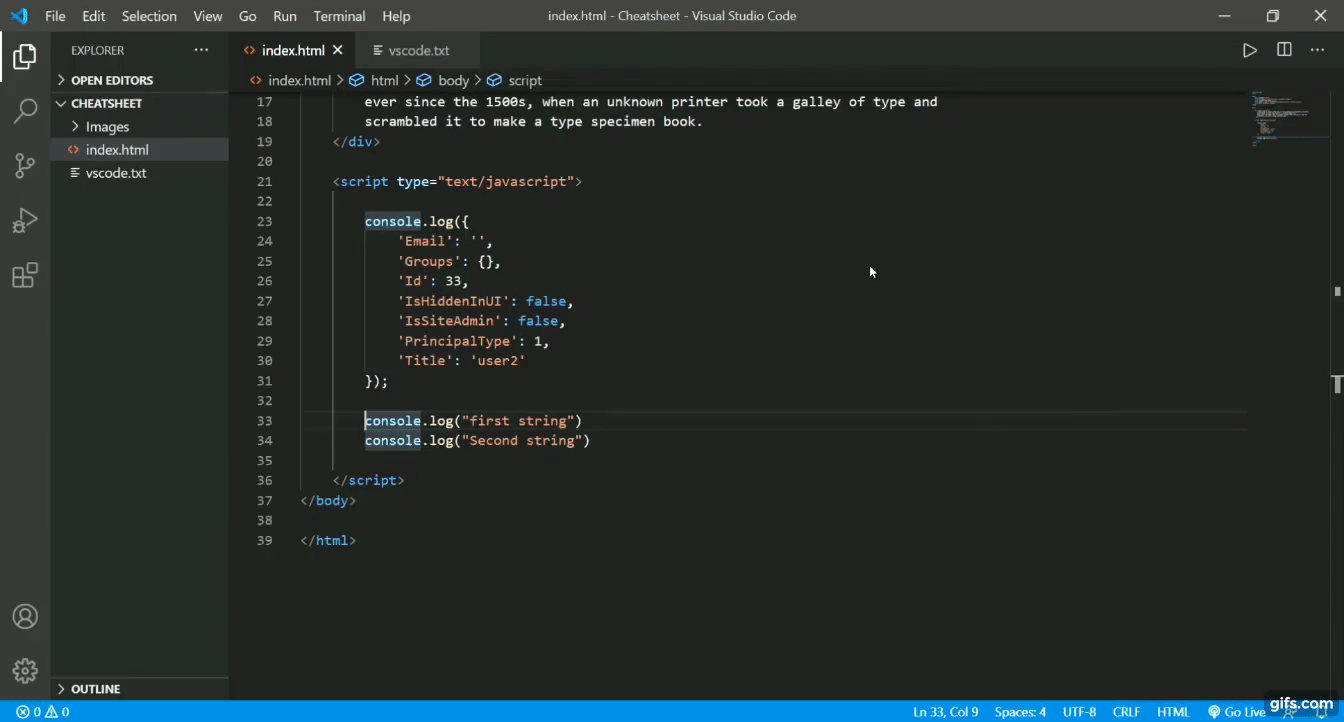 File Edit Selection View Go Run Terminal Help index.html - Cheatsheet - Visual Studio Code
EXPLORER ··· index.html vscode.txt
OPEN EDITORS
index.html > html > body > script
CHEATSHEET
Images
index.html
vscode.txt
17 ever since the 1500s, when an unknown printer took a galley of type and
18 scrambled it to make a type specimen book.
19 </div>
20
21 <script type="text/javascript">
22
23 console.log({
24 'Email': '',
25 'Groups': {},
26 'Id': 33,
27 'IsHiddenInUI': false,
28 'IsSiteAdmin': false,
29 'PrincipalType': 1,
30 'Title': 'user2'
31 });
32
33 console.log("first string")
34 console.log("Second string")
35
36 </script>
37 </body>
38
39 </html>
OUTLINE
0 0 Ln 33, Col 9 Spaces: 4 UTF-8 CRLF HTML Go Live
gifs.com